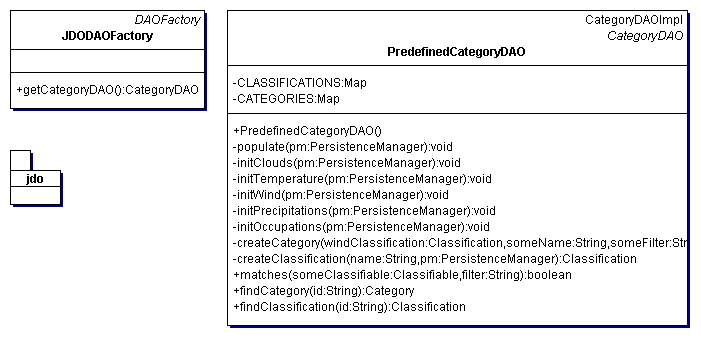 DAOFactory
JDODAOFactory
+getCategoryDAO():CategoryDAO
jdo
CategoryDAOImpl
CategoryDAO
PredefinedCategoryDAO
-CLASSIFICATIONS:Map
-CATEGORIES:Map
+PredefinedCategoryDAO()
-populate(pm:PersistenceManager):void
-initClouds(pm:PersistenceManager):void
-initTemperature(pm:PersistenceManager):void
-initWind(pm:PersistenceManager):void
-initPrecipitations(pm:PersistenceManager):void
-initOccupations(pm:PersistenceManager):void
-createCategory(windClassification:Classification,someName:String,someFilter:Str
-createClassification(name:String,pm:PersistenceManager):Classification
+matches(someClassifiable:Classifiable,filter:String):boolean
+findCategory(id:String):Category
+findClassification(id:String):Classification